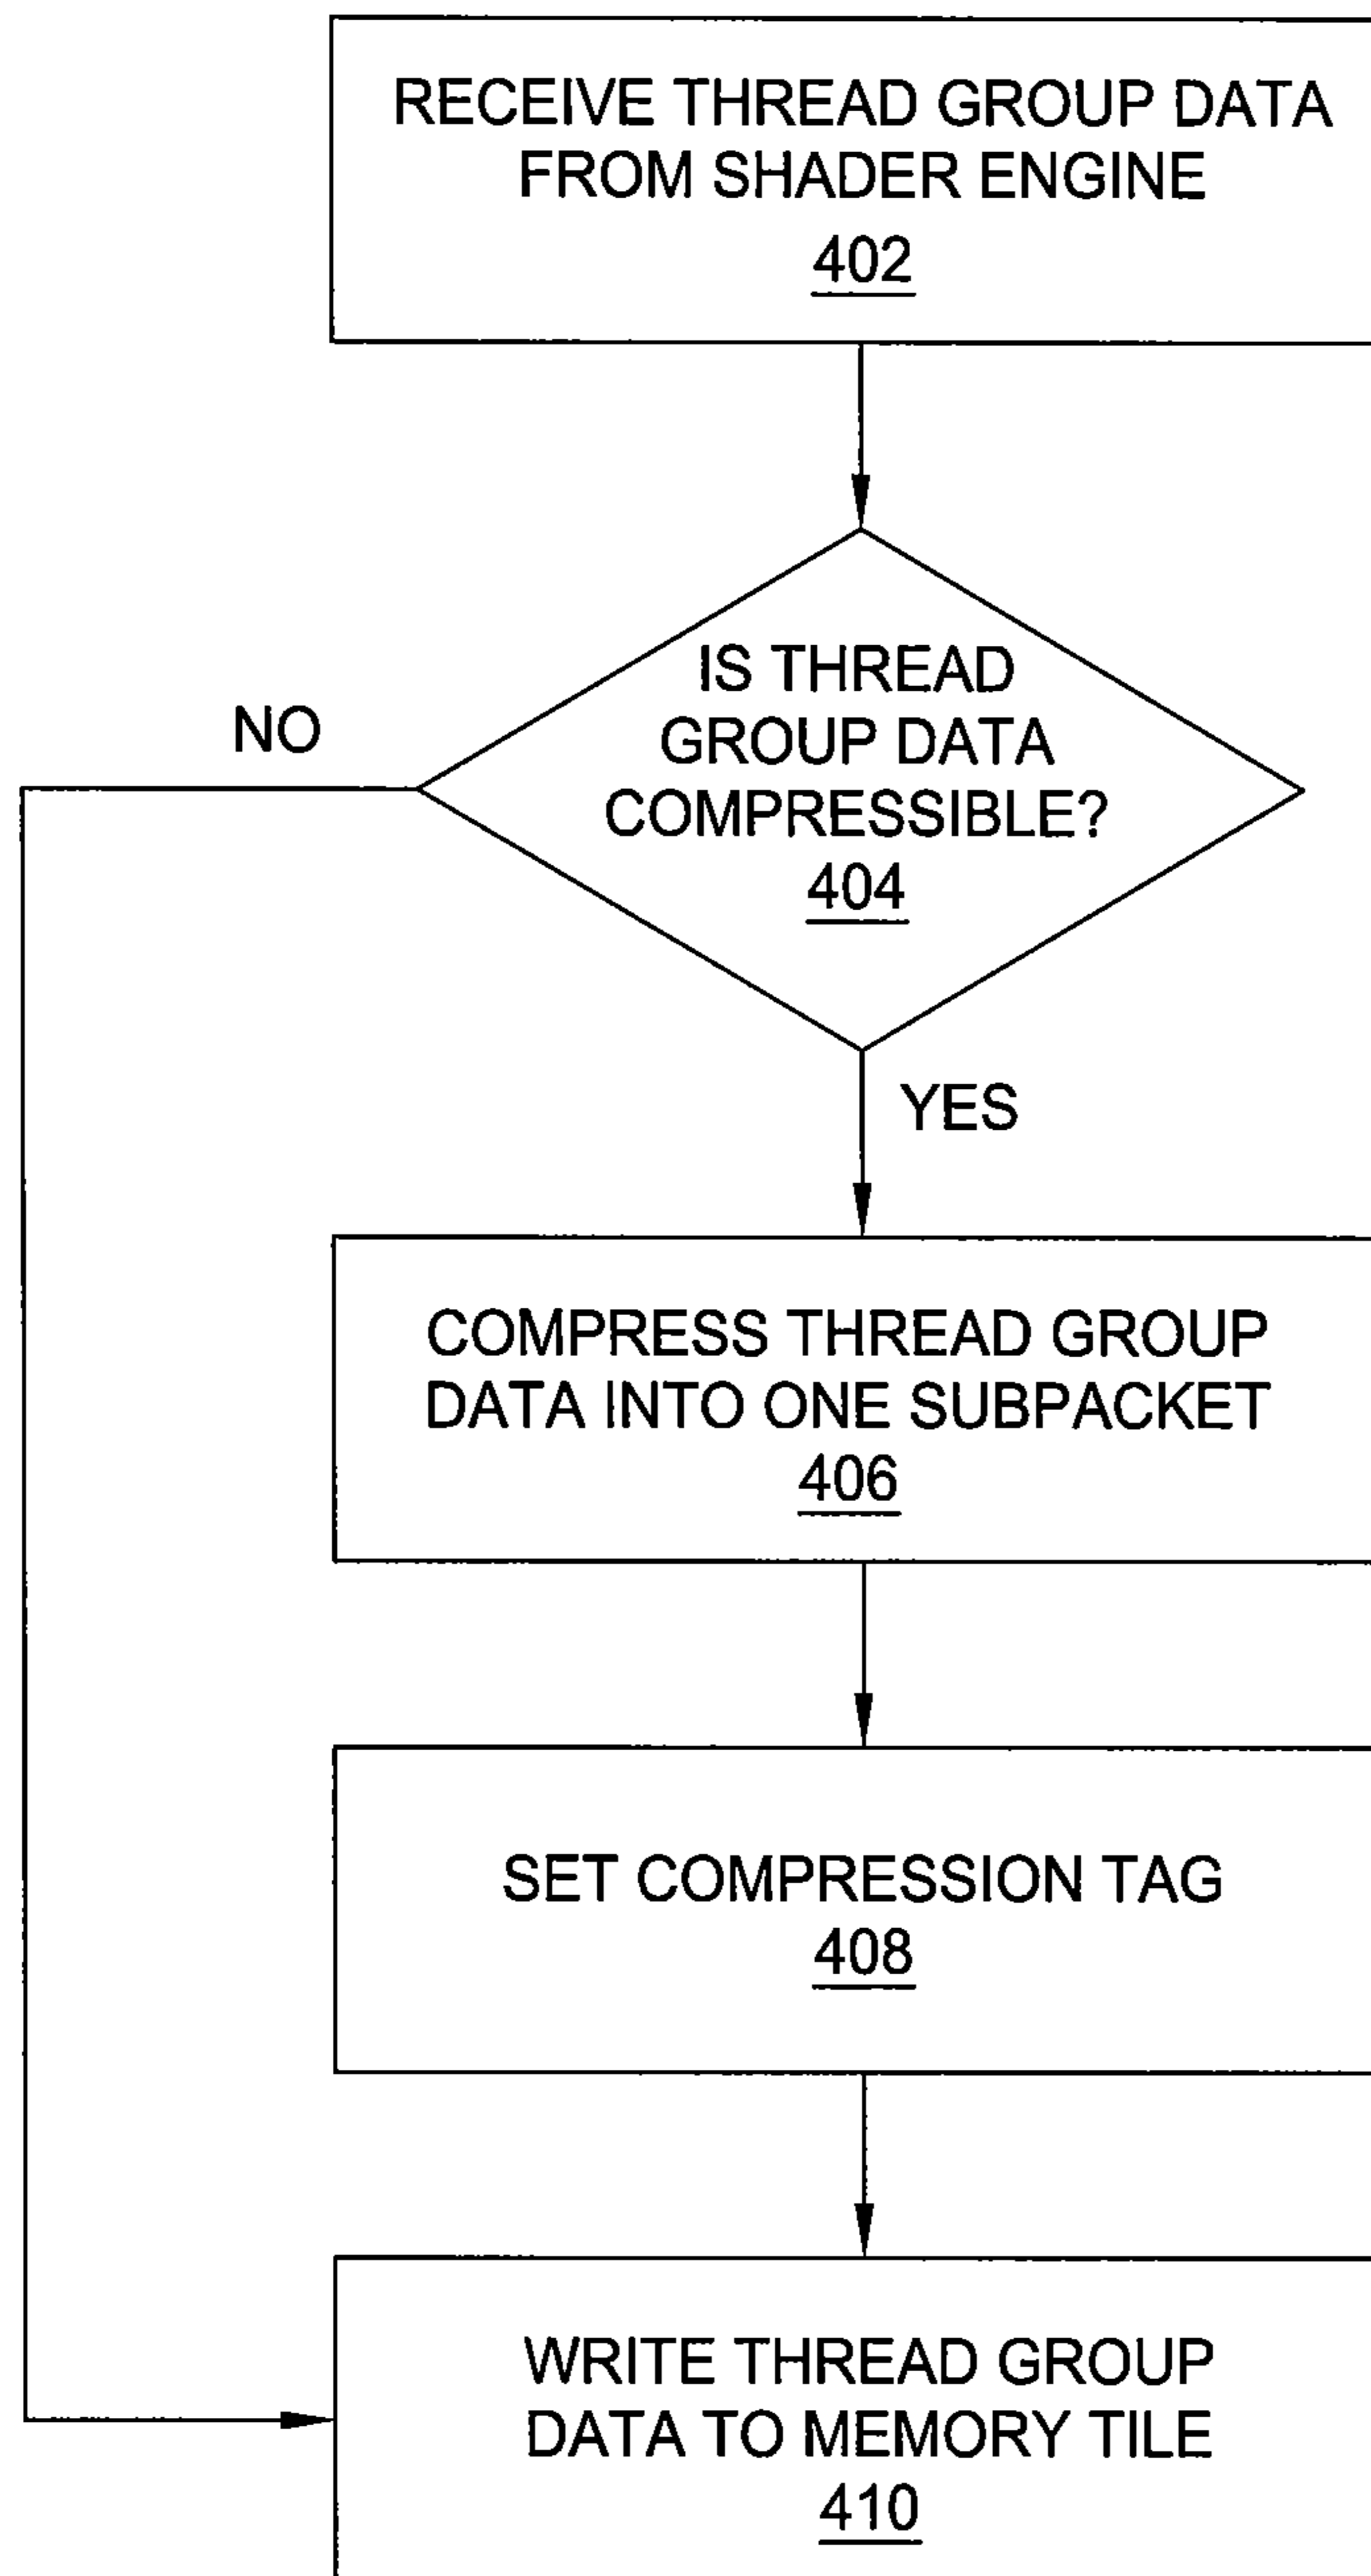 RECEIVE THREAD GROUP DATA
FROM SHADER ENGINE
402
IS THREAD
GROUP DATA
COMPRESSIBLE?
404
NO
YES
COMPRESS THREAD GROUP
DATA INTO ONE SUBPACKET
406
SET COMPRESSION TAG
408
WRITE THREAD GROUP
DATA TO MEMORY TILE
410